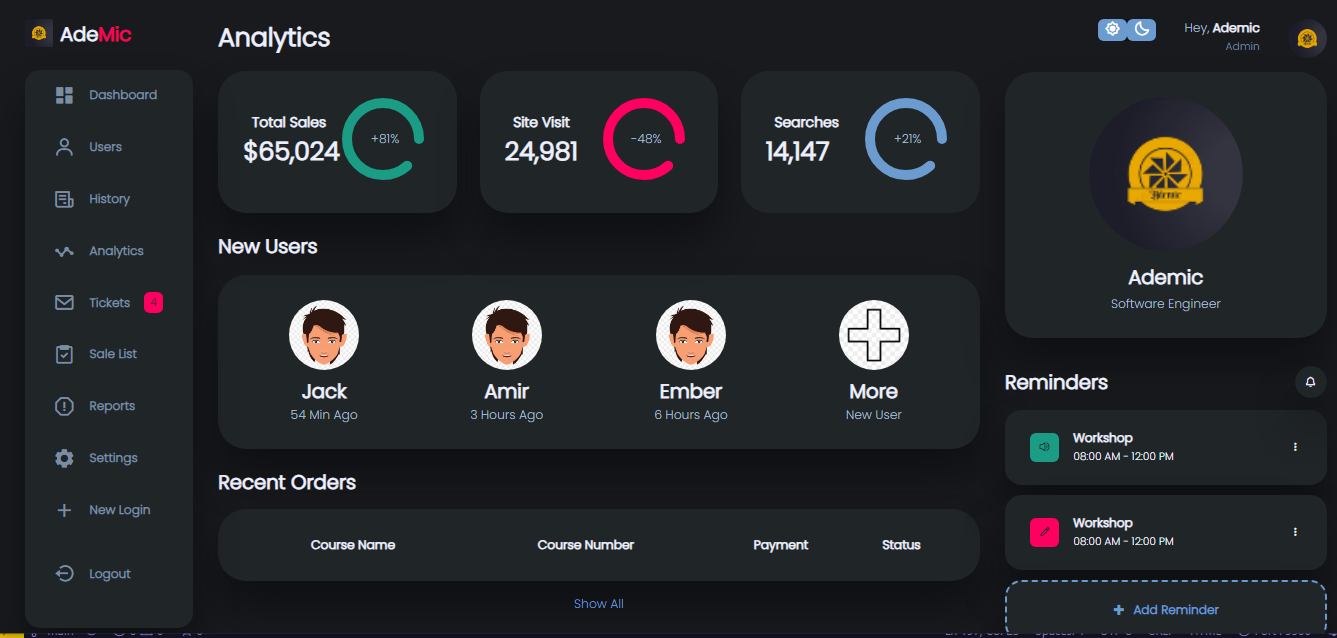 AdeMic
Dashboard
Users
History
Analytics
Tickets
Sale List
Reports
Settings
New Login
Logout
Analytics
Total Sales
$65,024
+81%
Site Visit
24,981
-48%
Searches
14,147
+21%
New Users
Jack
54 Min Ago
Amir
3 Hours Ago
Ember
6 Hours Ago
More
New User
Recent Orders
Course Name Course Number Payment Status
Show All
Hey, Ademic
Admin
Ademic
Software Engineer
Reminders
Workshop
08:00 AM - 12:00 PM
Workshop
08:00 AM - 12:00 PM
Add Reminder